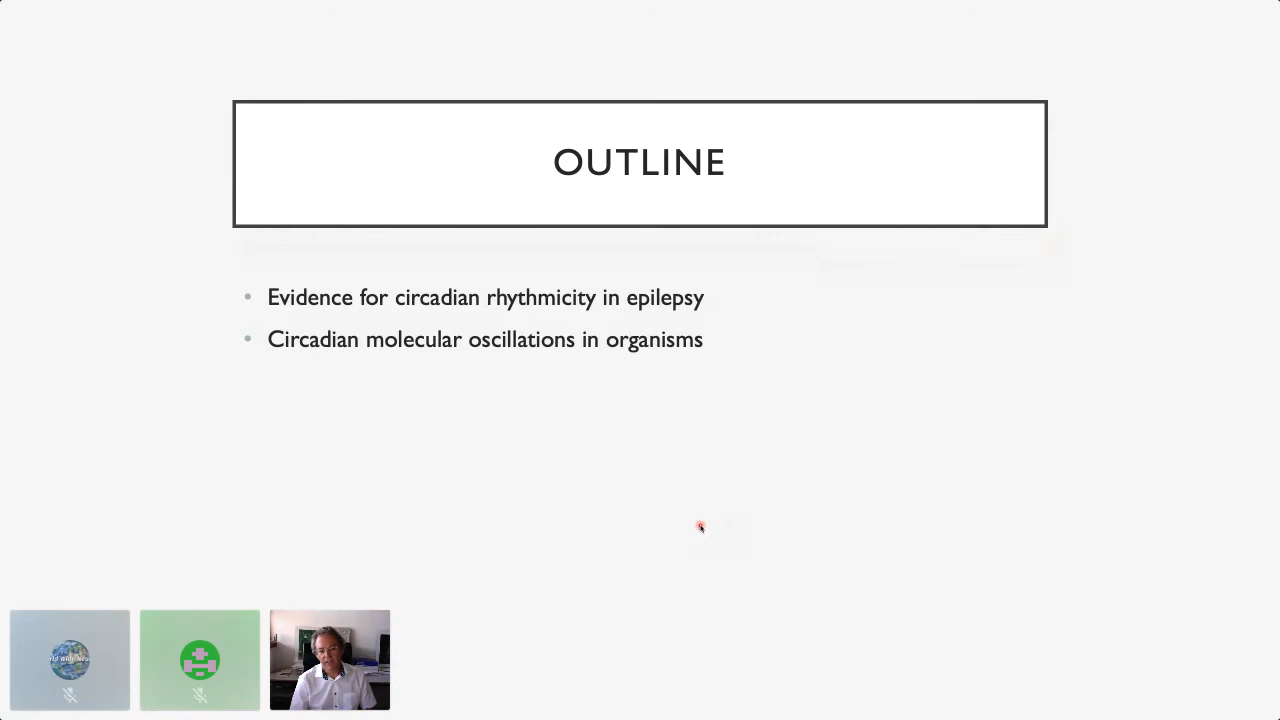 OUTLINE
• Evidence for circadian rhythmicity in epilepsy
• Circadian molecular oscillations in organisms